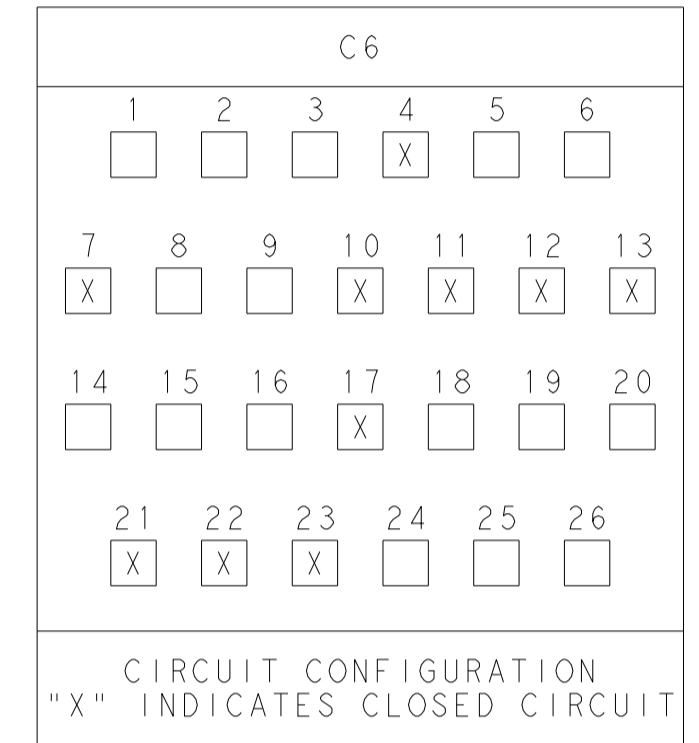 C6
1 2 3 4 5 6
X
7 8 9 10 11 12 13
X X X X X
14 15 16 17 18 19 20
X
21 22 23 24 25 26
X X X
CIRCUIT CONFIGURATION
"X" INDICATES CLOSED CIRCUIT